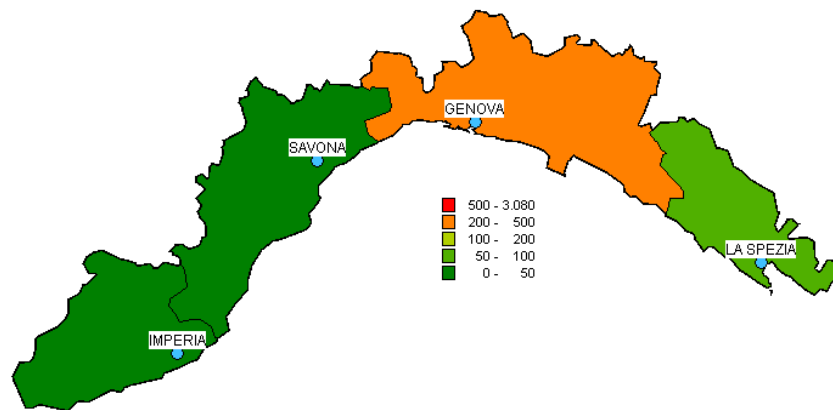 GENOVA
SAVONA
500 - 3.080
200 - 500
100 - 200
50 - 100
0 - 50
LA SPEZIA
IMPERIA